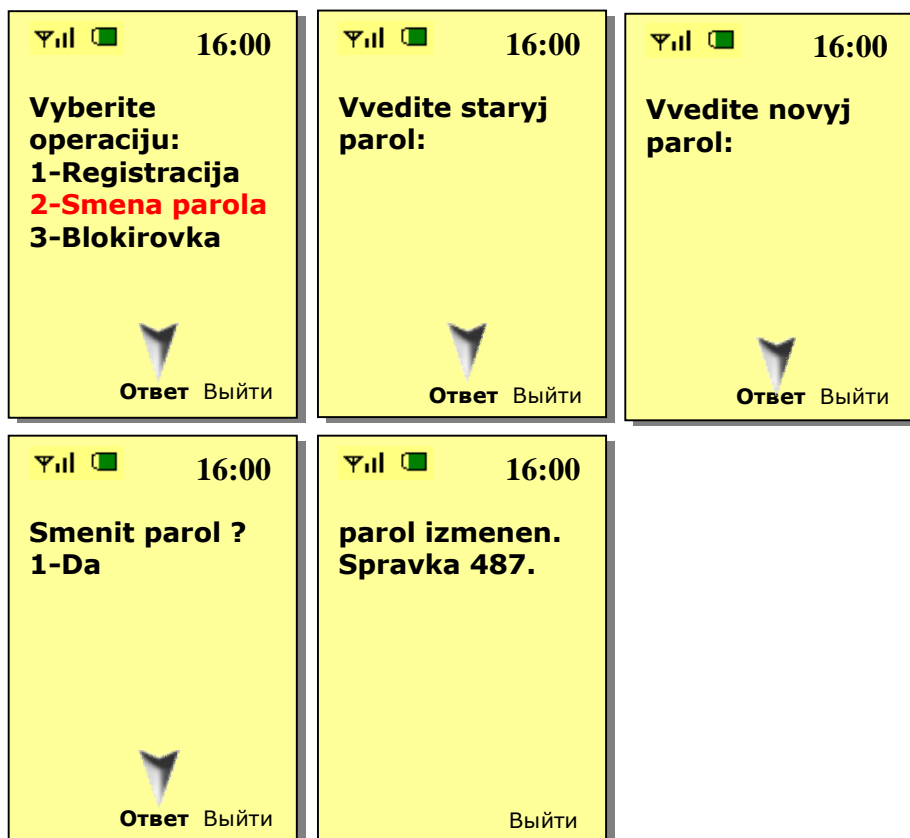 16:00
Vyberite
operaciju:
1-Registracija
2-Smena parola
3-Blokirovka
Ответ Выйти
16:00
Vvedite staryj
parol:
Ответ Выйти
16:00
Vvedite novyj
parol:
Ответ Выйти
16:00
Smenit parol ?
1-Da
Ответ Выйти
16:00
parol izmenen.
Spravka 487.
Выйти